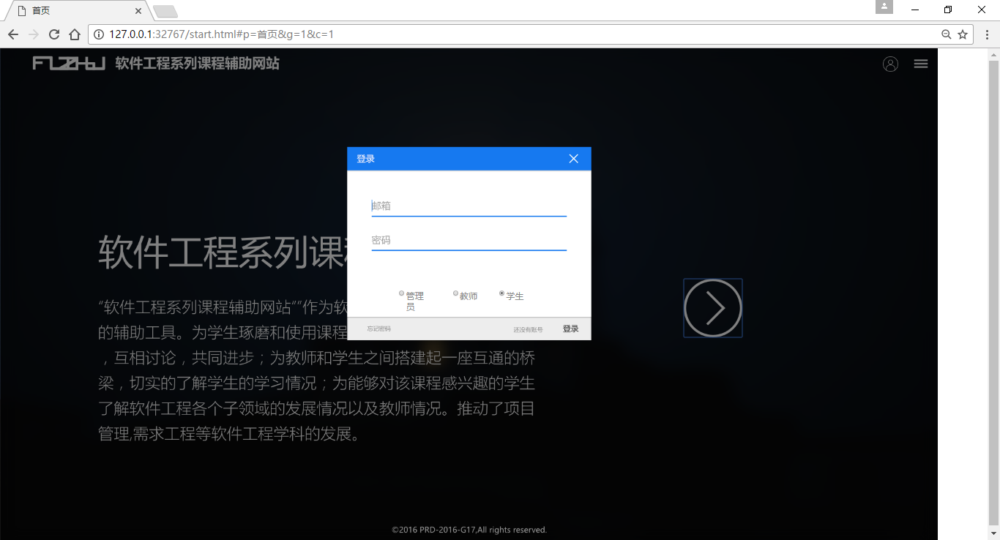 首页
127.0.0.1:32767/start.html#p=首页&g=1&c=1
软件工程系列课程辅助网站
登录
邮箱
密码
管理
员
教师
学生
忘记密码
还没有账号
登录
软件工程系列课
“软件工程系列课程辅助网站””作为软
的辅助工具。为学生琢磨和使用课程
，互相讨论，共同进步；为教师和学生之间搭建起一座互通的桥
梁，切实的了解学生的学习情况；为能够对该课程感兴趣的学生
了解软件工程各个子领域的发展情况以及教师情况。推动了项目
管理,需求工程等软件工程学科的发展。
©2016 PRD-2016-G17,All rights reserved.